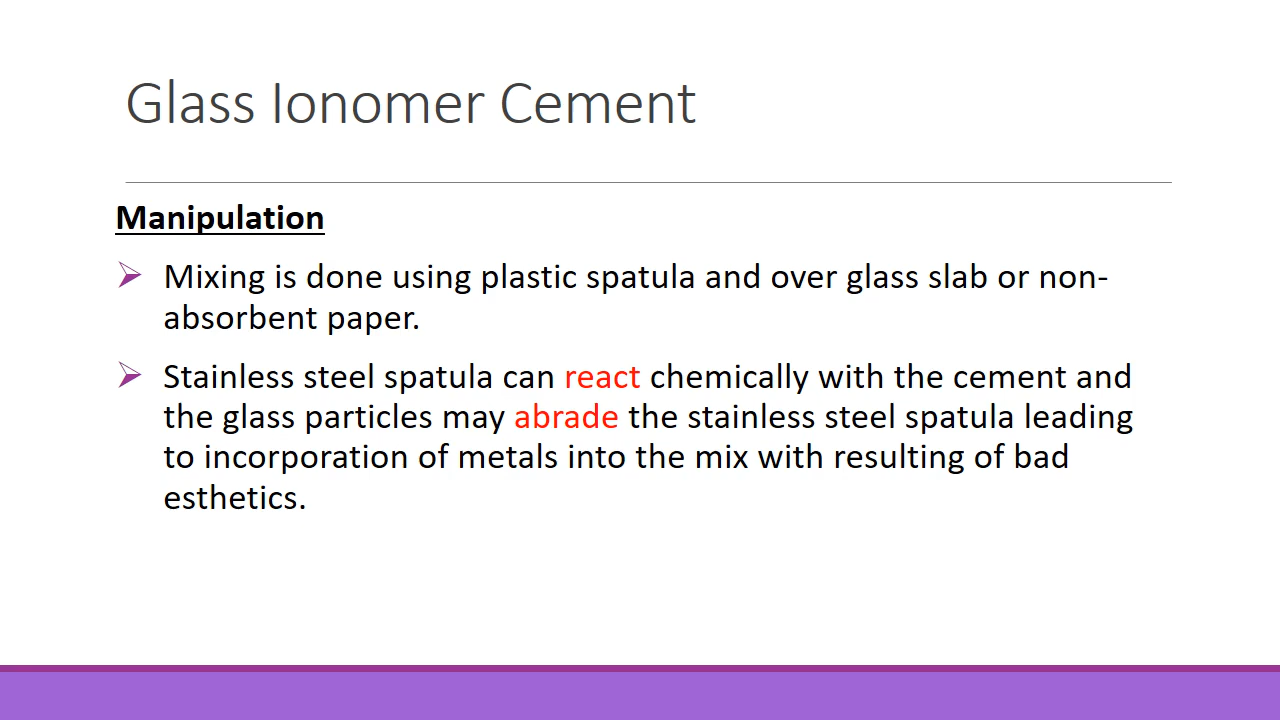 Glass Ionomer Cement
Manipulation
Mixing is done using plastic spatula and over glass slab or non-
absorbent paper.
Stainless steel spatula can react chemically with the cement and
the glass particles may abrade the stainless steel spatula leading
to incorporation of metals into the mix with resulting of bad
esthetics.